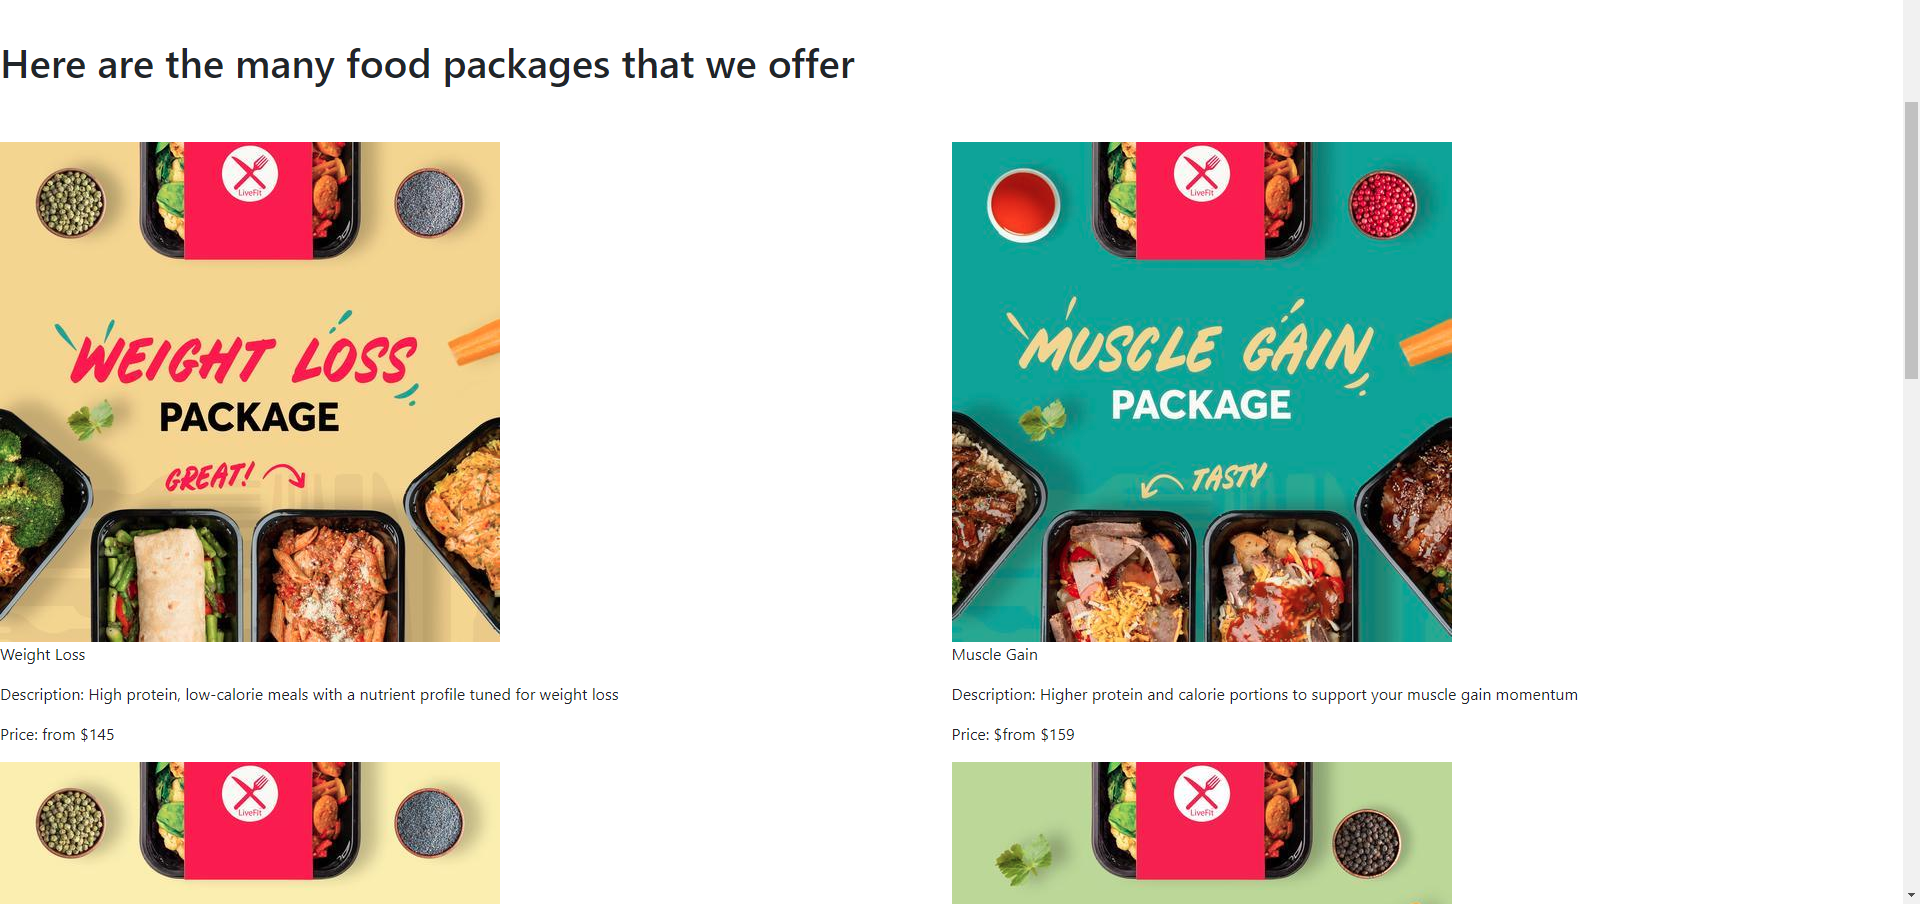 Here are the many food packages that we offer
LiveFit
WEIGHT LOSS
PACKAGE
GREAT!
Weight Loss
Description: High protein, low-calorie meals with a nutrient profile tuned for weight loss
Price: from $145
LiveFit
MUSCLE GAIN
PACKAGE
TASTY
Muscle Gain
Description: Higher protein and calorie portions to support your muscle gain momentum
Price: $from $159
LiveFit
LiveFit